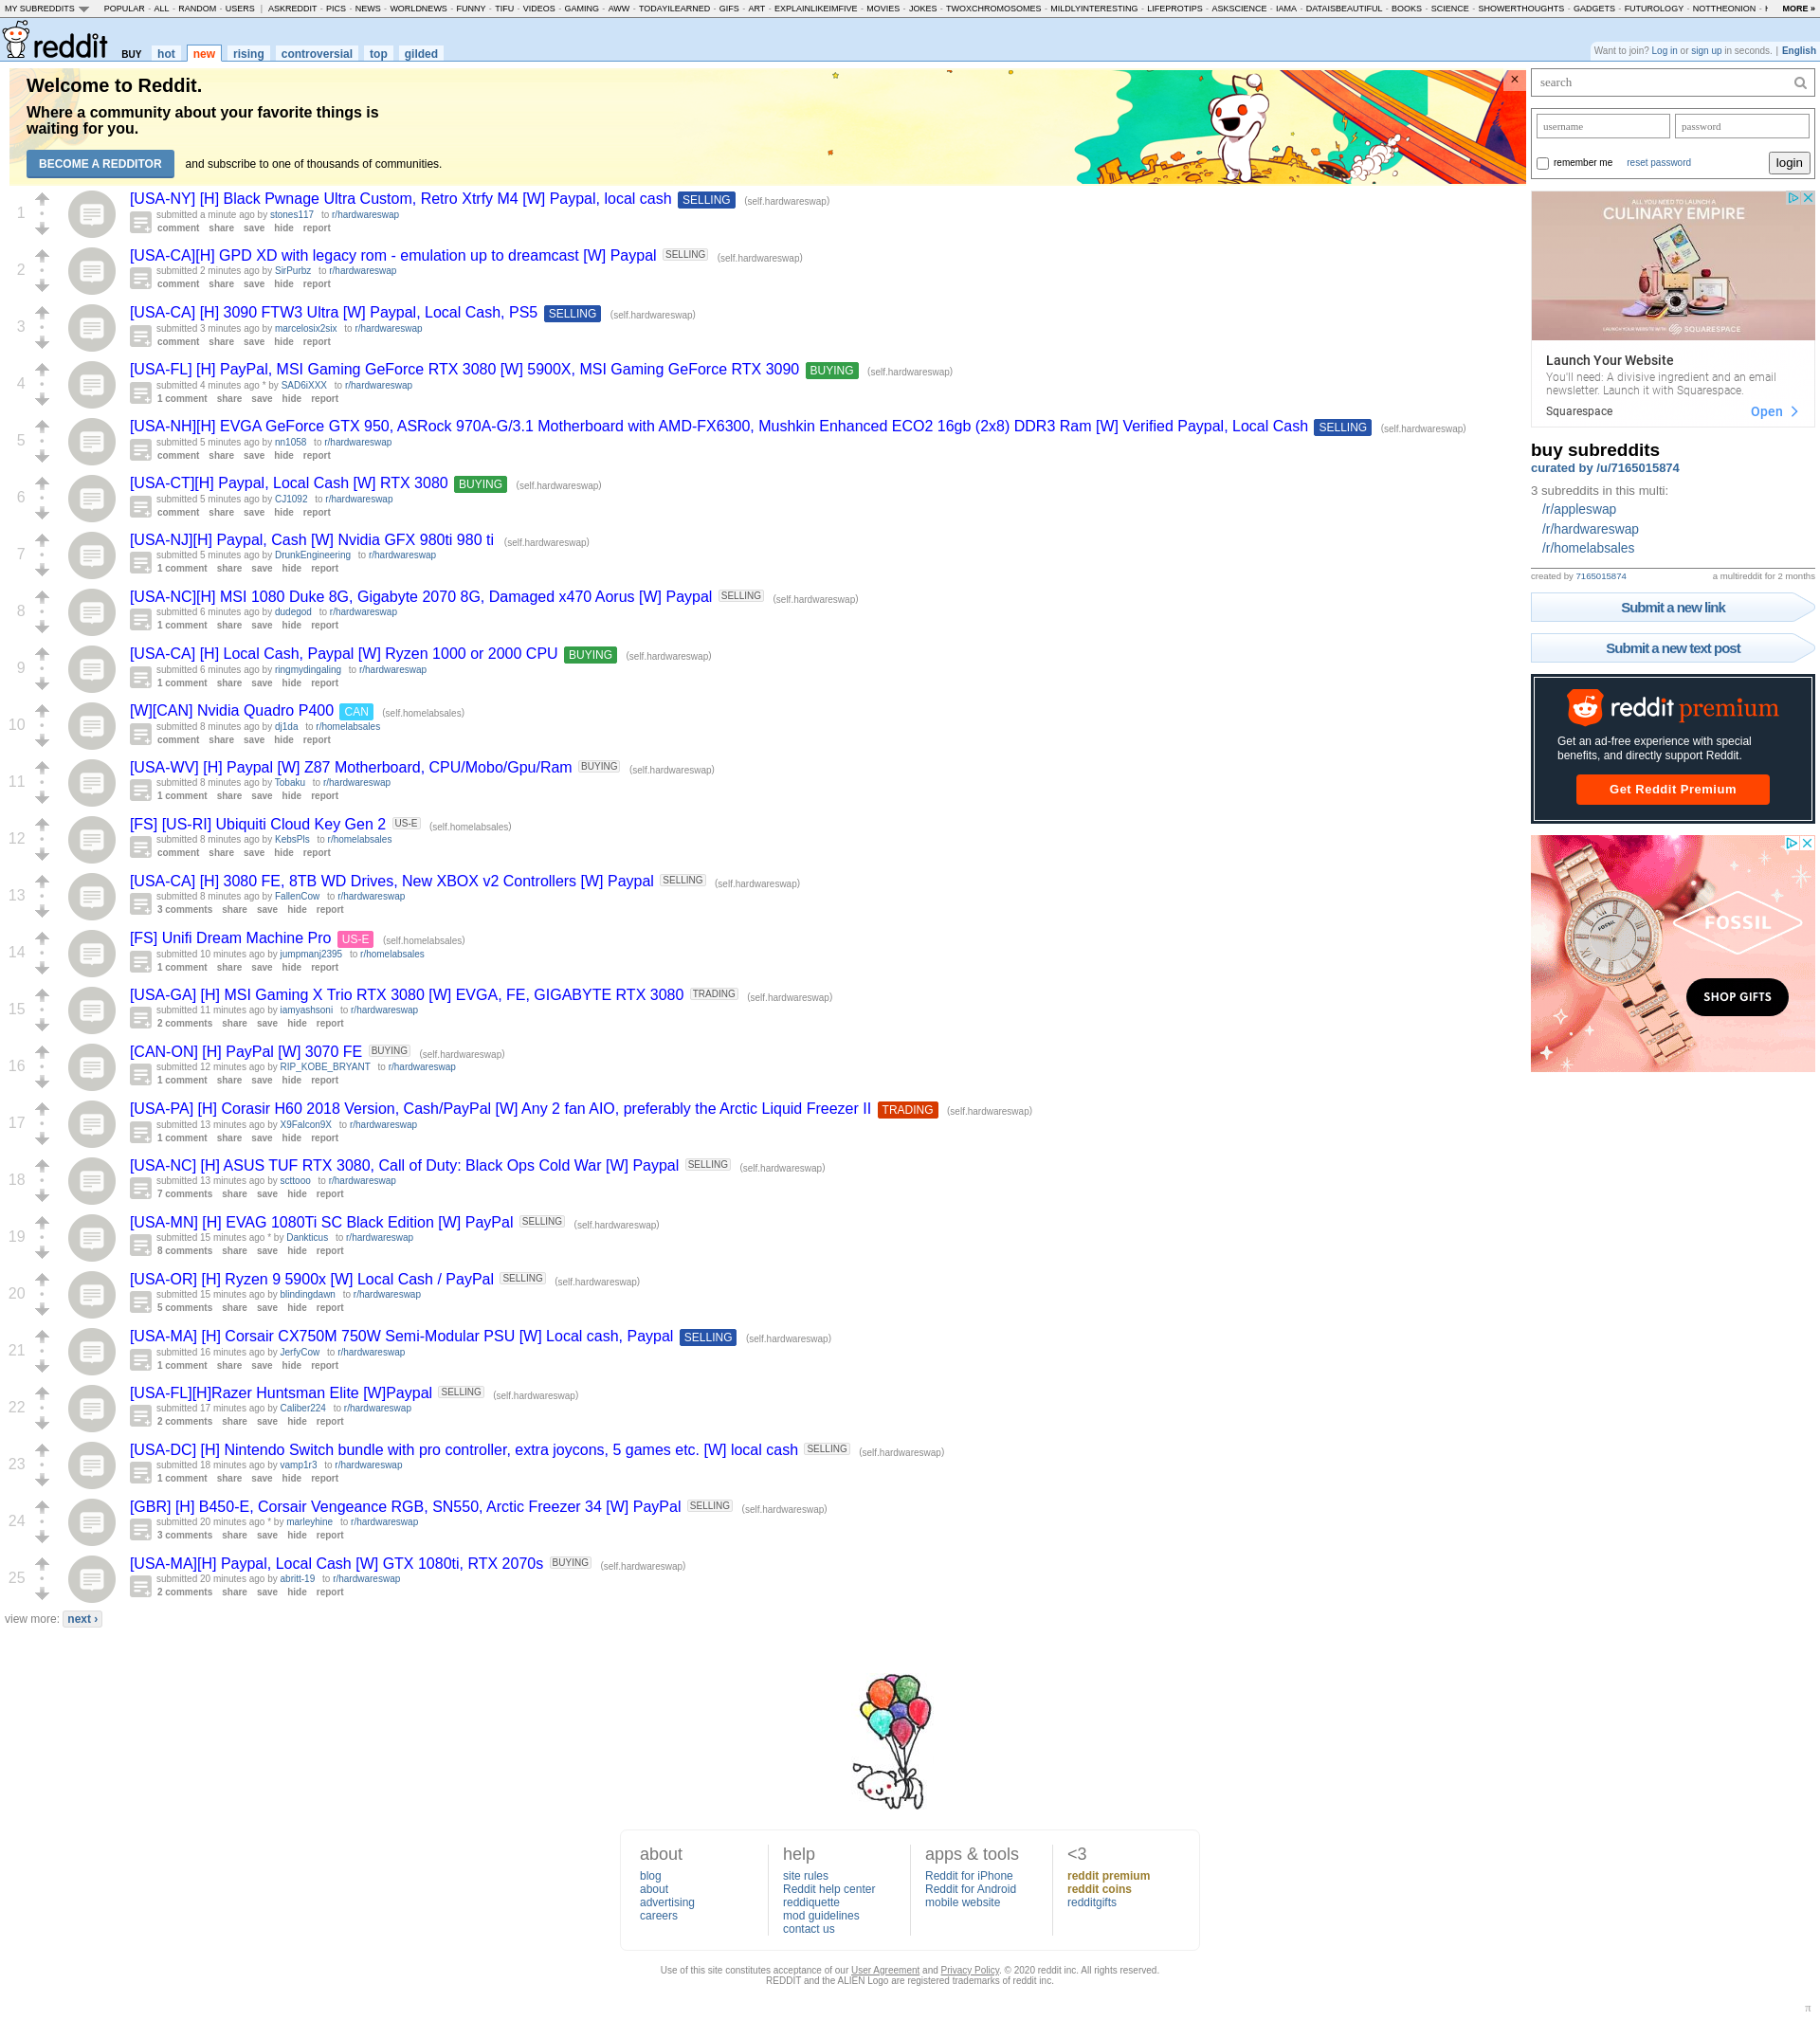 MY SUBREDDITS POPULAR - ALL - RANDOM - USERS | ASKREDDIT - PICS - NEWS - WORLDNEWS - FUNNY - TIFU - VIDEOS - GAMING - AWW - TODAYILEARNED - GIFS - ART - EXPLAINLIKEIMFIVE - MOVIES - JOKES - TWOXCHROMOSOMES - MILDLYINTERESTING - LIFEPROTIPS - ASKSCIENCE - IAMA - DATAISBEAUTIFUL - BOOKS - SCIENCE - SHOWERTHOUGHTS - GADGETS - FUTUROLOGY - NOTTHEONION - MORE »
reddit BUY hot new rising controversial top gilded
Want to join? Log in or sign up in seconds. | English
Welcome to Reddit.
Where a community about your favorite things is
waiting for you.
BECOME A REDDITOR and subscribe to one of thousands of communities.
1 [USA-NY] [H] Black Pwnage Ultra Custom, Retro Xtrfy M4 [W] Paypal, local cash SELLING (self.hardwareswap)
submitted a minute ago by stones117 to r/hardwareswap
comment share save hide report
2 [USA-CA][H] GPD XD with legacy rom - emulation up to dreamcast [W] Paypal SELLING (self.hardwareswap)
submitted 2 minutes ago by SirPurbz to r/hardwareswap
comment share save hide report
3 [USA-CA] [H] 3090 FTW3 Ultra [W] Paypal, Local Cash, PS5 SELLING (self.hardwareswap)
submitted 3 minutes ago by marcelosix2six to r/hardwareswap
comment share save hide report
4 [USA-FL] [H] PayPal, MSI Gaming GeForce RTX 3080 [W] 5900X, MSI Gaming GeForce RTX 3090 BUYING (self.hardwareswap)
submitted 4 minutes ago * by SAD6iXXX to r/hardwareswap
1 comment share save hide report
5 [USA-NH][H] EVGA GeForce GTX 950, ASRock 970A-G/3.1 Motherboard with AMD-FX6300, Mushkin Enhanced ECO2 16gb (2x8) DDR3 Ram [W] Verified Paypal, Local Cash SELLING (self.hardwareswap)
submitted 5 minutes ago by nn1058 to r/hardwareswap
comment share save hide report
6 [USA-CT][H] Paypal, Local Cash [W] RTX 3080 BUYING (self.hardwareswap)
submitted 5 minutes ago by CJ1092 to r/hardwareswap
comment share save hide report
7 [USA-NJ][H] Paypal, Cash [W] Nvidia GFX 980ti 980 ti (self.hardwareswap)
submitted 5 minutes ago by DrunkEngineering to r/hardwareswap
1 comment share save hide report
8 [USA-NC][H] MSI 1080 Duke 8G, Gigabyte 2070 8G, Damaged x470 Aorus [W] Paypal SELLING (self.hardwareswap)
submitted 6 minutes ago by dudegod to r/hardwareswap
1 comment share save hide report
9 [USA-CA] [H] Local Cash, Paypal [W] Ryzen 1000 or 2000 CPU BUYING (self.hardwareswap)
submitted 6 minutes ago by ringmydingaling to r/hardwareswap
1 comment share save hide report
10 [W][CAN] Nvidia Quadro P400 CAN (self.homelabsales)
submitted 8 minutes ago by dj1da to r/homelabsales
comment share save hide report
11 [USA-WV] [H] Paypal [W] Z87 Motherboard, CPU/Mobo/Gpu/Ram BUYING (self.hardwareswap)
submitted 8 minutes ago by Tobaku to r/hardwareswap
1 comment share save hide report
12 [FS] [US-RI] Ubiquiti Cloud Key Gen 2 US-E (self.homelabsales)
submitted 8 minutes ago by KebsPls to r/homelabsales
comment share save hide report
13 [USA-CA] [H] 3080 FE, 8TB WD Drives, New XBOX v2 Controllers [W] Paypal SELLING (self.hardwareswap)
submitted 8 minutes ago by FallenCow to r/hardwareswap
3 comments share save hide report
14 [FS] Unifi Dream Machine Pro US-E (self.homelabsales)
submitted 10 minutes ago by jumpmanj2395 to r/homelabsales
1 comment share save hide report
15 [USA-GA] [H] MSI Gaming X Trio RTX 3080 [W] EVGA, FE, GIGABYTE RTX 3080 TRADING (self.hardwareswap)
submitted 11 minutes ago by iamyashsoni to r/hardwareswap
2 comments share save hide report
16 [CAN-ON] [H] PayPal [W] 3070 FE BUYING (self.hardwareswap)
submitted 12 minutes ago by RIP_KOBE_BRYANT to r/hardwareswap
1 comment share save hide report
17 [USA-PA] [H] Corasir H60 2018 Version, Cash/PayPal [W] Any 2 fan AIO, preferably the Arctic Liquid Freezer II TRADING (self.hardwareswap)
submitted 13 minutes ago by X9Falcon9X to r/hardwareswap
1 comment share save hide report
18 [USA-NC] [H] ASUS TUF RTX 3080, Call of Duty: Black Ops Cold War [W] Paypal SELLING (self.hardwareswap)
submitted 13 minutes ago by scttooo to r/hardwareswap
7 comments share save hide report
19 [USA-MN] [H] EVAG 1080Ti SC Black Edition [W] PayPal SELLING (self.hardwareswap)
submitted 15 minutes ago * by Dankticus to r/hardwareswap
8 comments share save hide report
20 [USA-OR] [H] Ryzen 9 5900x [W] Local Cash / PayPal SELLING (self.hardwareswap)
submitted 15 minutes ago by blindingdawn to r/hardwareswap
5 comments share save hide report
21 [USA-MA] [H] Corsair CX750M 750W Semi-Modular PSU [W] Local cash, Paypal SELLING (self.hardwareswap)
submitted 16 minutes ago by JerfyCow to r/hardwareswap
1 comment share save hide report
22 [USA-FL][H]Razer Huntsman Elite [W]Paypal SELLING (self.hardwareswap)
submitted 17 minutes ago by Caliber224 to r/hardwareswap
2 comments share save hide report
23 [USA-DC] [H] Nintendo Switch bundle with pro controller, extra joycons, 5 games etc. [W] local cash SELLING (self.hardwareswap)
submitted 18 minutes ago by vamp1r3 to r/hardwareswap
1 comment share save hide report
24 [GBR] [H] B450-E, Corsair Vengeance RGB, SN550, Arctic Freezer 34 [W] PayPal SELLING (self.hardwareswap)
submitted 20 minutes ago * by marleyhine to r/hardwareswap
3 comments share save hide report
25 [USA-MA][H] Paypal, Local Cash [W] GTX 1080ti, RTX 2070s BUYING (self.hardwareswap)
submitted 20 minutes ago by abritt-19 to r/hardwareswap
2 comments share save hide report
view more: next ›
search
username password
remember me reset password login
ALL YOU NEED TO LAUNCH A
CULINARY EMPIRE
LAUNCH YOUR WEBSITE WITH SQUARESPACE
Launch Your Website
You'll need: A divisive ingredient and an email
newsletter. Launch it with Squarespace.
Squarespace Open
buy subreddits
curated by /u/7165015874
3 subreddits in this multi:
/r/appleswap
/r/hardwareswap
/r/homelabsales
created by 7165015874 a multireddit for 2 months
Submit a new link
Submit a new text post
reddit premium
Get an ad-free experience with special
benefits, and directly support Reddit.
Get Reddit Premium
FOSSIL
FOSSIL
SHOP GIFTS
about
blog
about
advertising
careers
help
site rules
Reddit help center
reddiquette
mod guidelines
contact us
apps & tools
Reddit for iPhone
Reddit for Android
mobile website
<3
reddit premium
reddit coins
redditgifts
Use of this site constitutes acceptance of our User Agreement and Privacy Policy. © 2020 reddit inc. All rights reserved.
REDDIT and the ALIEN Logo are registered trademarks of reddit inc.
π